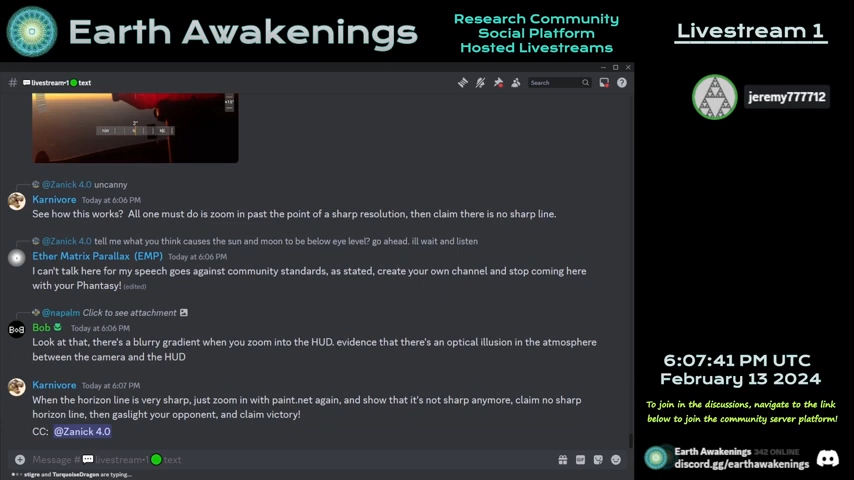 Earth Awakenings
Research Community
Social Platform
Hosted Livestreams
Livestream 1
# livestream•1 text
Search
2°
@Zanick 4.0 uncanny
Karnivore Today at 6:06 PM
See how this works? All one must do is zoom in past the point of a sharp resolution, then claim there is no sharp line.
@Zanick 4.0 tell me what you think causes the sun and moon to be below eye level? go ahead. ill wait and listen
Ether Matrix Parallax (EMP) Today at 6:06 PM
I can't talk here for my speech goes against community standards, as stated, create your own channel and stop coming here
with your Phantasy! (edited)
@napalm Click to see attachment
BoB
Bob Today at 6:06 PM
Look at that, there's a blurry gradient when you zoom into the HUD. evidence that there's an optical illusion in the atmosphere
between the camera and the HUD
Karnivore Today at 6:07 PM
When the horizon line is very sharp, just zoom in with paint.net again, and show that it's not sharp anymore, claim no sharp
horizon line, then gaslight your opponent, and claim victory!
CC: @Zanick 4.0
Message # livestream•1 text
GIF
stigre and TurquoiseDragon are typing...
jeremy777712
6:07:41 PM UTC
February 13 2024
To join in the discussions, navigate to the link
below to join the community server platform!
Earth Awakenings 342 ONLINE
discord.gg/earthawakenings